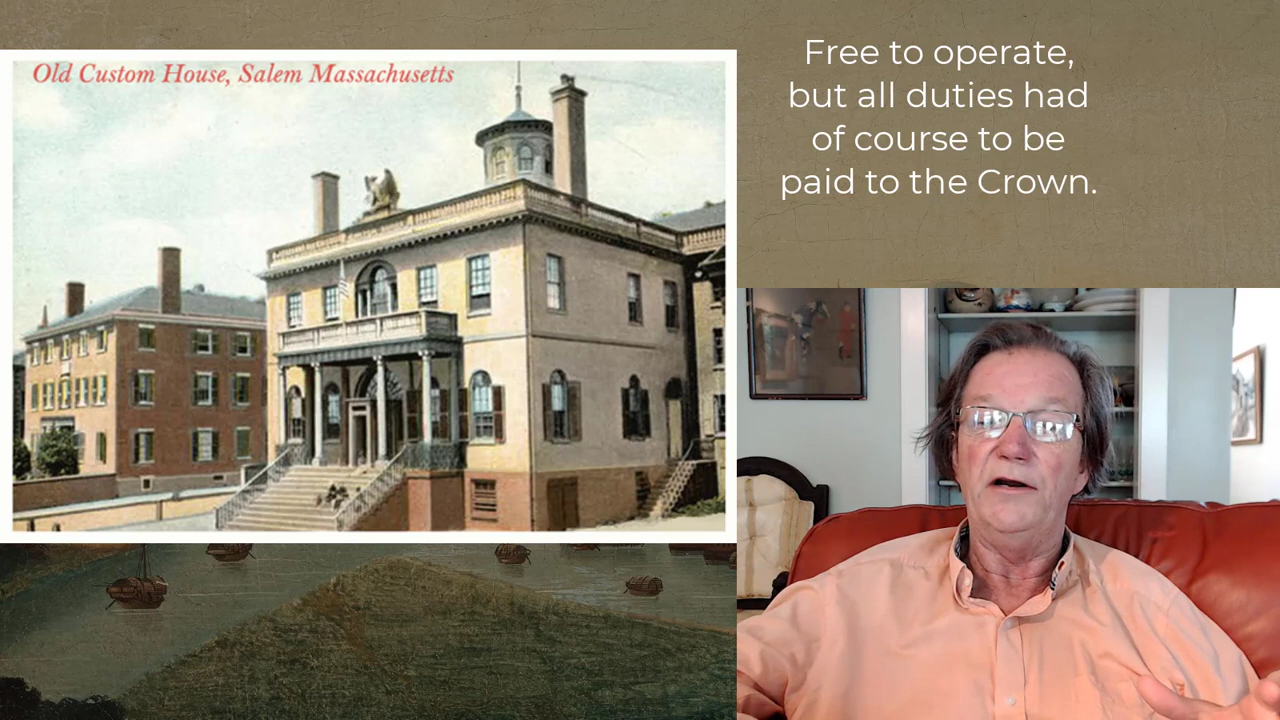 Old Custom House, Salem Massachusetts
Free to operate,
but all duties had
of course to be
paid to the Crown.